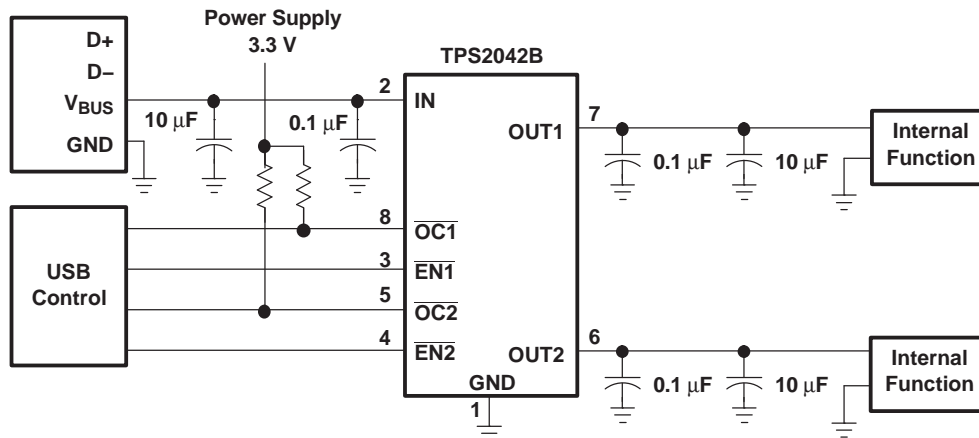 Power Supply
3.3 V
D+
D−
VBUS
GND
10 μF
0.1 μF
TPS2042B
2
IN
8
OC1
3
EN1
5
OC2
4
EN2
GND
1
OUT1
7
0.1 μF
10 μF
Internal
Function
OUT2
6
0.1 μF
10 μF
Internal
Function
USB
Control